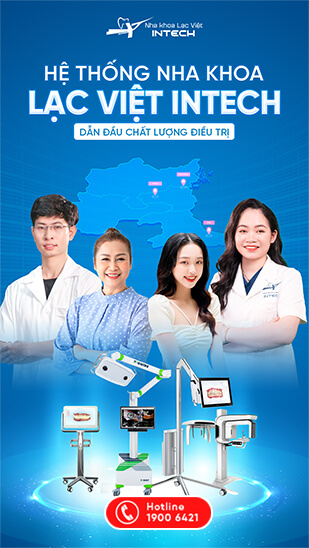 Nha khoa Lạc Việt
INTECH
HỆ THỐNG NHA KHOA
LẠC VIỆT INTECH
DẪN ĐẦU CHẤT LƯỢNG ĐIỀU TRỊ
INTECH
Hotline
1900 6421